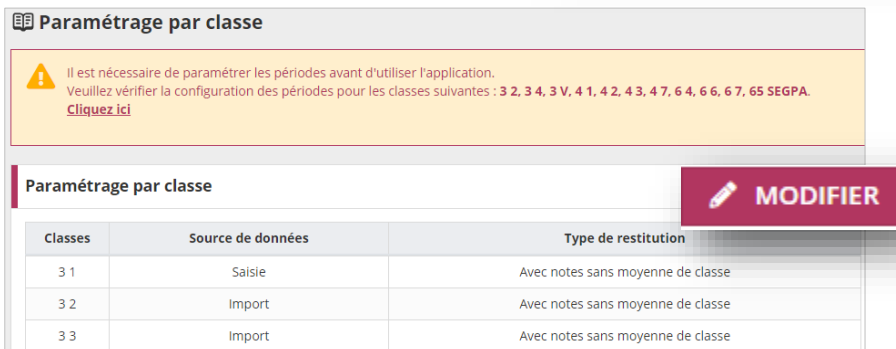 Paramétrage par classe
Il est nécessaire de paramétrer les périodes avant d'utiliser l'application.
Veuillez vérifier la configuration des périodes pour les classes suivantes : 3 2, 3 4, 3 V, 4 1, 4 2, 4 3, 4 7, 6 4, 6 6, 6 7, 65 SEGPA.
Cliquez ici
Paramétrage par classe
MODIFIER
Classes Source de données Type de restitution
3 1 Saisie Avec notes sans moyenne de classe
3 2 Import Avec notes sans moyenne de classe
3 3 Import Avec notes sans moyenne de classe